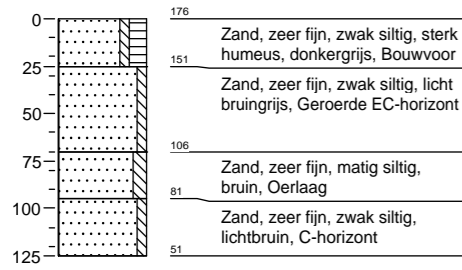 0
176
Zand, zeer fijn, zwak siltig, sterk
humeus, donkergrijs, Bouwvoor
25
151
Zand, zeer fijn, zwak siltig, licht
bruingrijs, Geroerde EC-horizont
50
106
75
Zand, zeer fijn, matig siltig,
bruin, Oerlaag
81
100
Zand, zeer fijn, zwak siltig,
lichtbruin, C-horizont
125
51